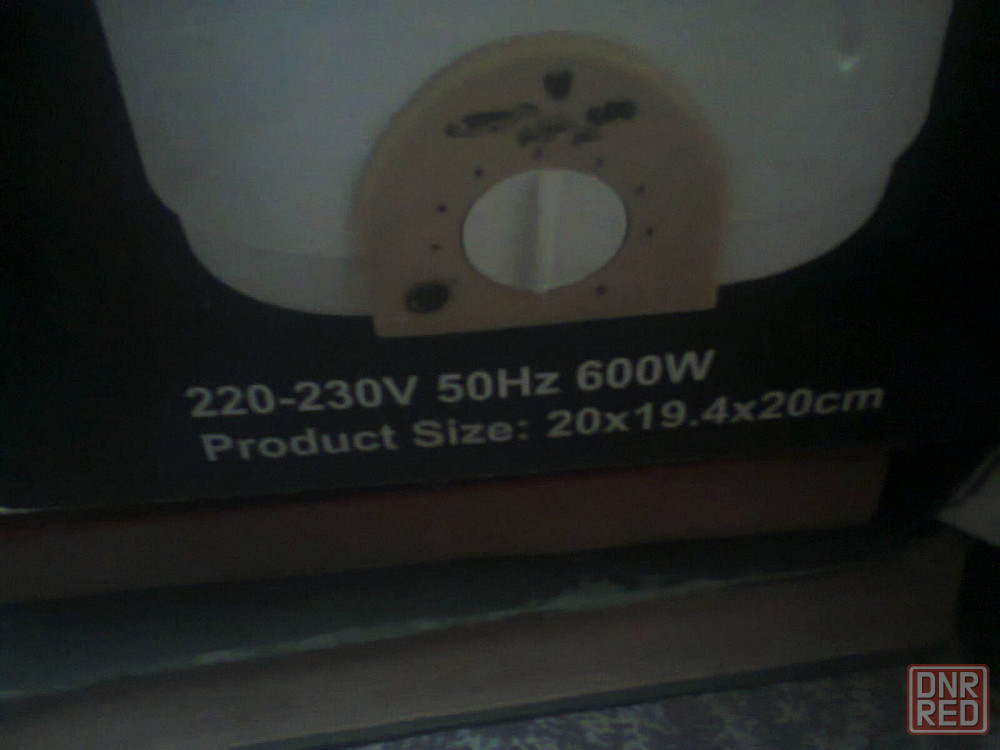 220-230V 50Hz 600W
Product Size: 20x19.4x20cm
DNR
RED